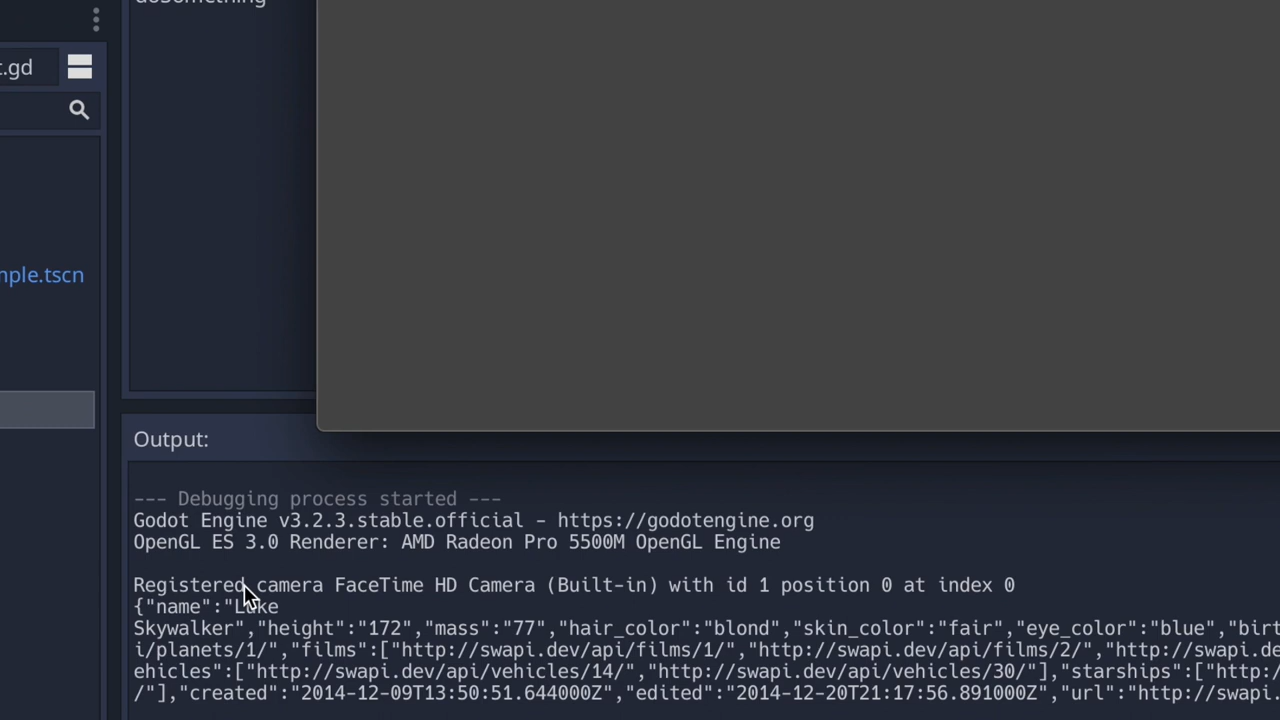 doSomething
t.gd
mple.tscn
Output:
--- Debugging process started ---
Godot Engine v3.2.3.stable.official - https://godotengine.org
OpenGL ES 3.0 Renderer: AMD Radeon Pro 5500M OpenGL Engine
Registered camera FaceTime HD Camera (Built-in) with id 1 position 0 at index 0
{"name":"Luke
Skywalker","height":"172","mass":"77","hair_color":"blond","skin_color":"fair","eye_color":"blue","birt
i/planets/1/","films":["http://swapi.dev/api/films/1/","http://swapi.dev/api/films/2/","http://swapi.de
ehicles":["http://swapi.dev/api/vehicles/14/","http://swapi.dev/api/vehicles/30/"],"starships":["http:/
/"],"created":"2014-12-09T13:50:51.644000Z","edited":"2014-12-20T21:17:56.891000Z","url":"http://swapi.